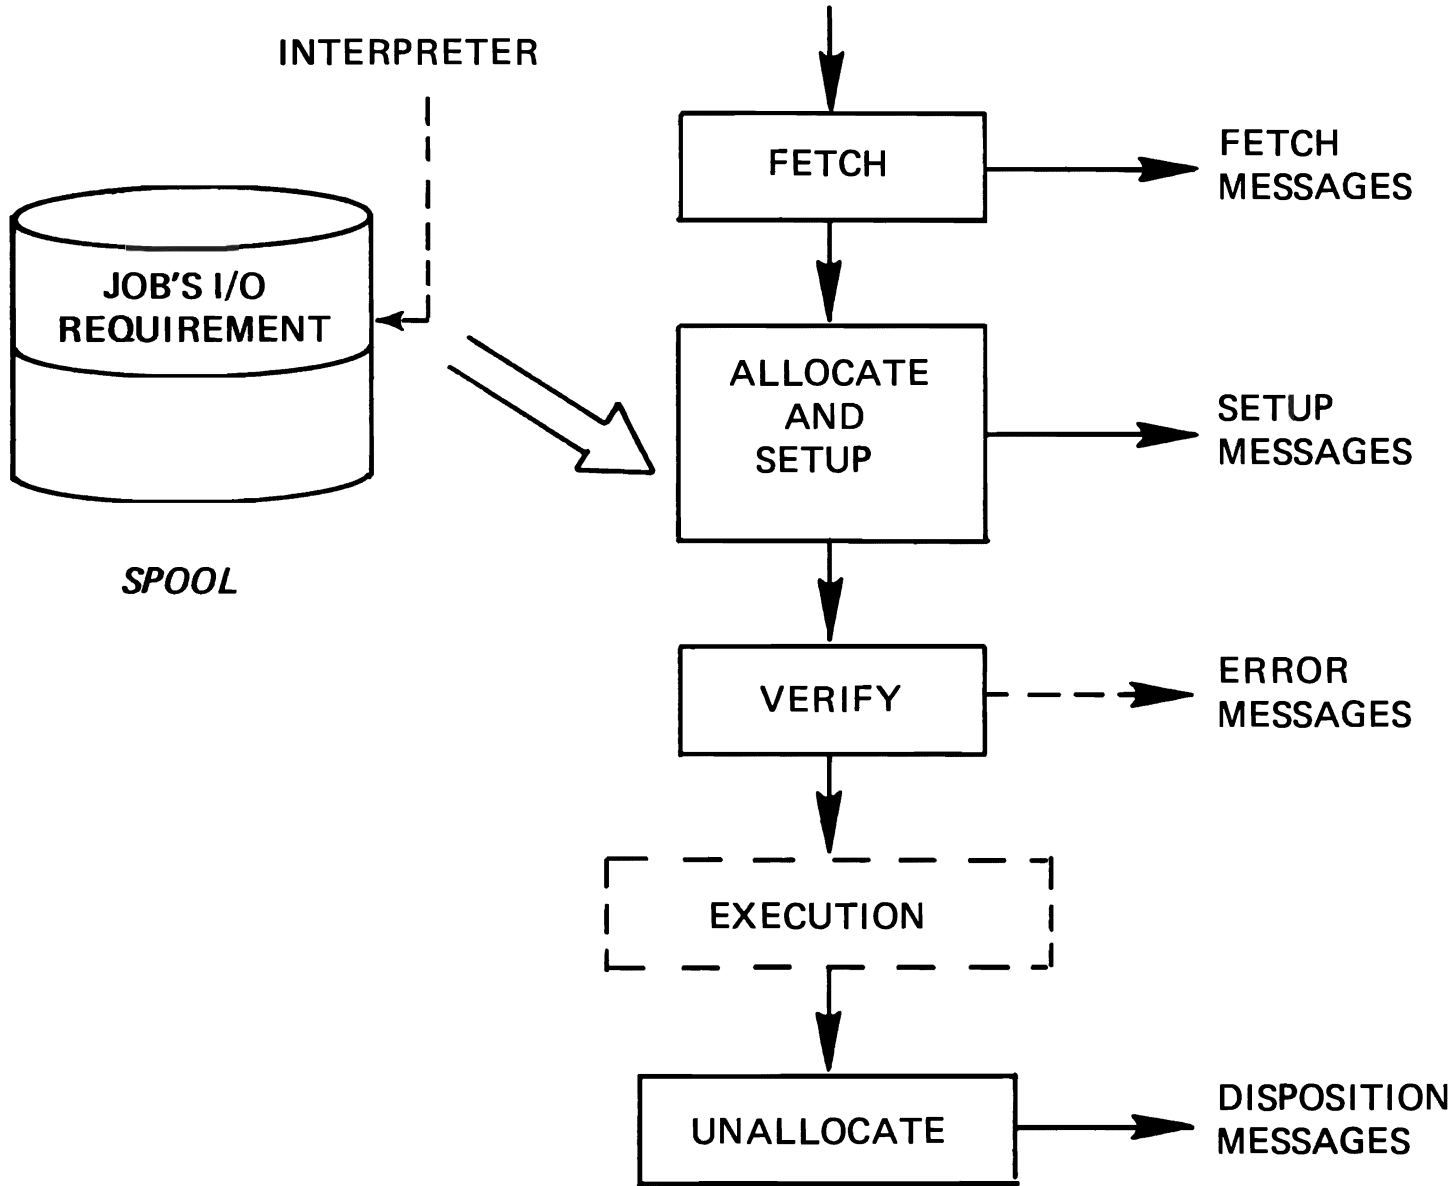 INTERPRETER
JOB'S I/O
REQUIREMENT
SPOOL
FETCH
FETCH
MESSAGES
ALLOCATE
AND
SETUP
SETUP
MESSAGES
VERIFY
ERROR
MESSAGES
EXECUTION
UNALLOCATE
DISPOSITION
MESSAGES